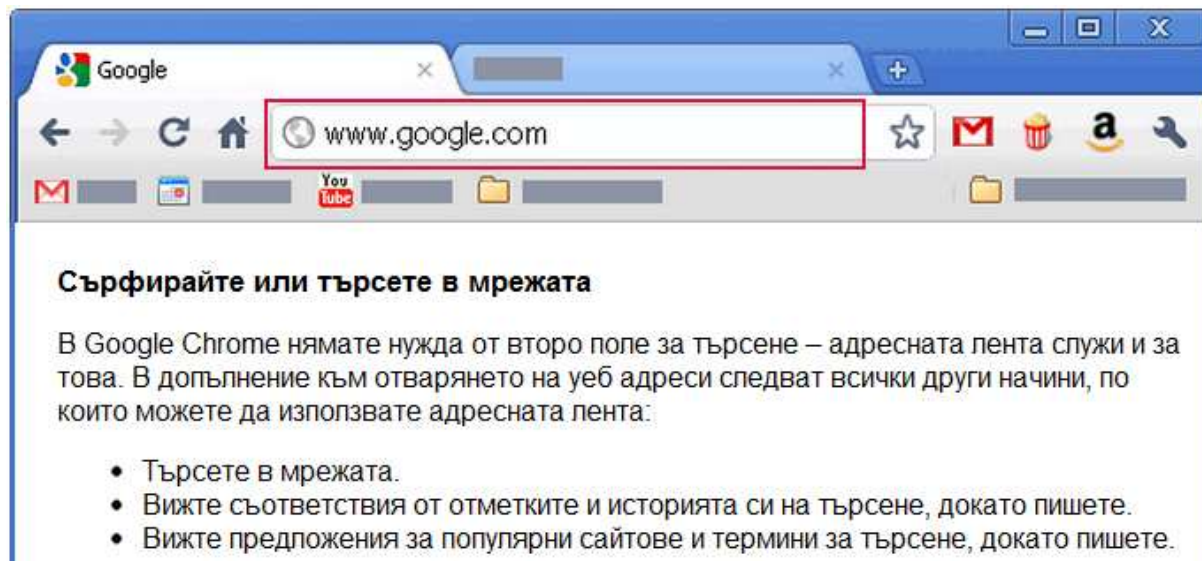 Google
www.google.com
a
You
Tube
Сърфирайте или търсете в мрежата
В Google Chrome нямате нужда от второ поле за търсене – адресната лента служи и за
това. В допълнение към отварянето на уеб адреси следват всички други начини, по
които можете да използвате адресната лента:
• Търсете в мрежата.
• Вижте съответствия от отметките и историята си на търсене, докато пишете.
• Вижте предложения за популярни сайтове и термини за търсене, докато пишете.